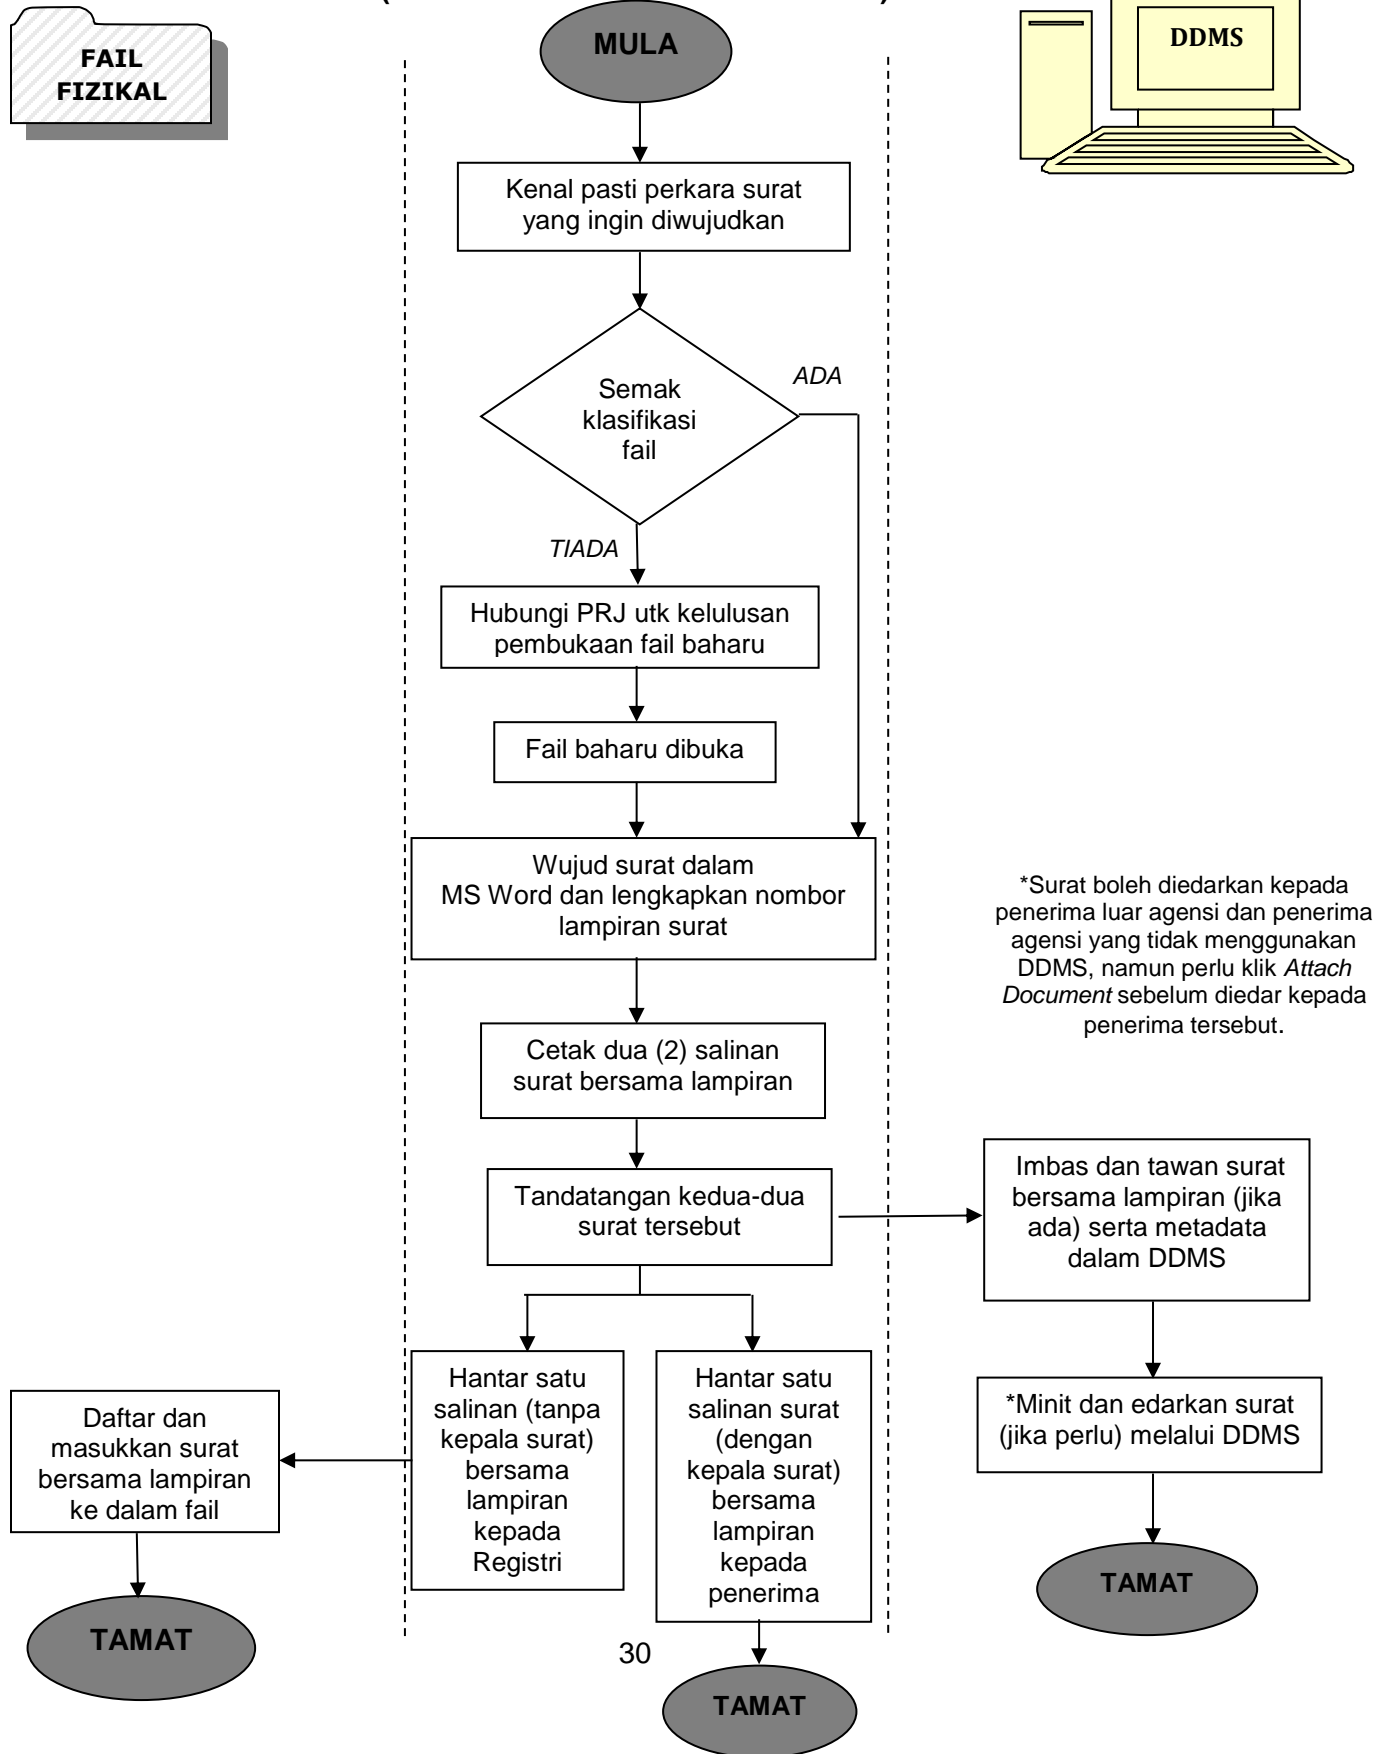 FAIL
FIZIKAL
MULA
DDMS
Kenal pasti perkara surat
yang ingin diwujudkan
Semak
klasifikasi
fail
ADA
TIADA
Hubungi PRJ utk kelulusan
pembukaan fail baharu
Fail baharu dibuka
Wujud surat dalam
MS Word dan lengkapkan nombor
lampiran surat
*Surat boleh diedarkan kepada
penerima luar agensi dan penerima
agensi yang tidak menggunakan
DDMS, namun perlu klik Attach
Document sebelum diedar kepada
penerima tersebut.
Cetak dua (2) salinan
surat bersama lampiran
Tandatangan kedua-dua
surat tersebut
Imbas dan tawan surat
bersama lampiran (jika
ada) serta metadata
dalam DDMS
Hantar satu
salinan (tanpa
kepala surat)
bersama
lampiran
kepada
Registri
Hantar satu
salinan surat
(dengan
kepala surat)
bersama
lampiran
kepada
penerima
*Minit dan edarkan surat
(jika perlu) melalui DDMS
Daftar dan
masukkan surat
bersama lampiran
ke dalam fail
TAMAT
TAMAT
30
TAMAT